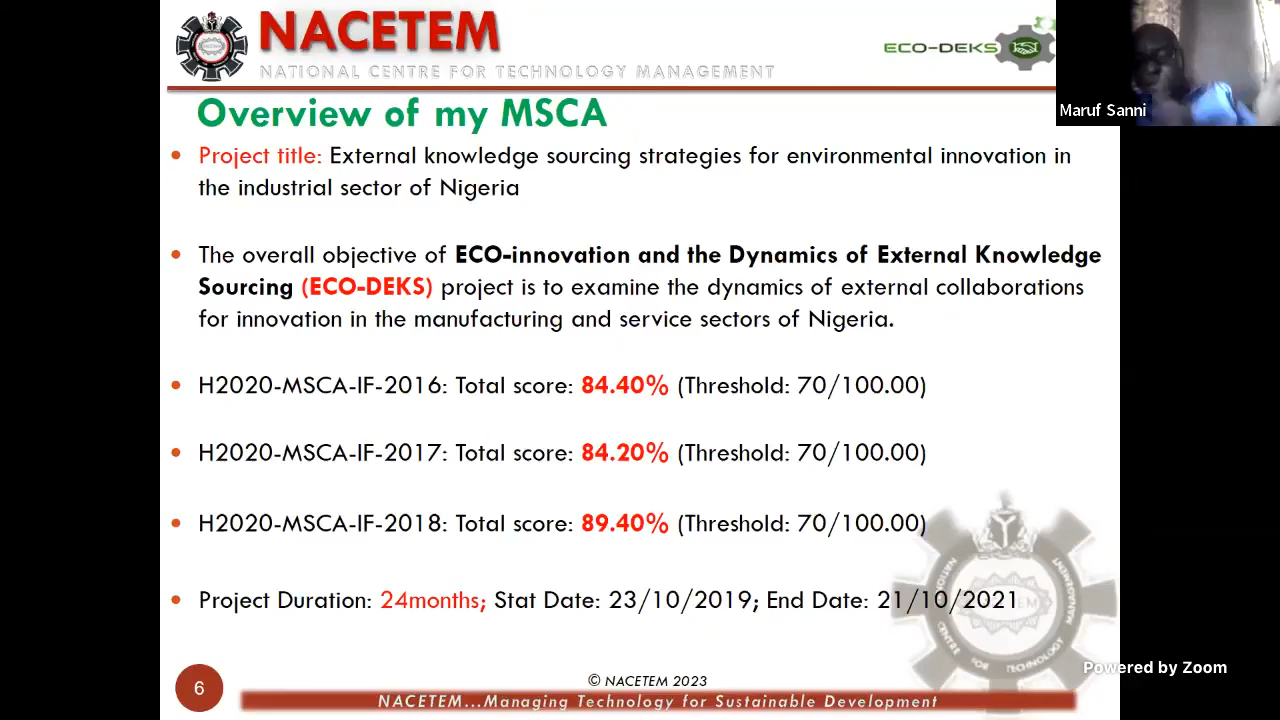 NACETEM
NATIONAL CENTRE FOR TECHNOLOGY MANAGEMENT
ECO-DEKS
Maruf Sanni
Overview of my MSCA
• Project title: External knowledge sourcing strategies for environmental innovation in
the industrial sector of Nigeria
• The overall objective of ECO-innovation and the Dynamics of External Knowledge
Sourcing (ECO-DEKS) project is to examine the dynamics of external collaborations
for innovation in the manufacturing and service sectors of Nigeria.
• H2020-MSCA-IF-2016: Total score: 84.40% (Threshold: 70/100.00)
• H2020-MSCA-IF-2017: Total score: 84.20% (Threshold: 70/100.00)
• H2020-MSCA-IF-2018: Total score: 89.40% (Threshold: 70/100.00)
• Project Duration: 24months; Stat Date: 23/10/2019; End Date: 21/10/2021
NATIONAL CENTRE FOR TECHNOLOGY MANAGEMENT
Powered by Zoom
6
© NACETEM 2023
NACETEM...Managing Technology for Sustainable Development